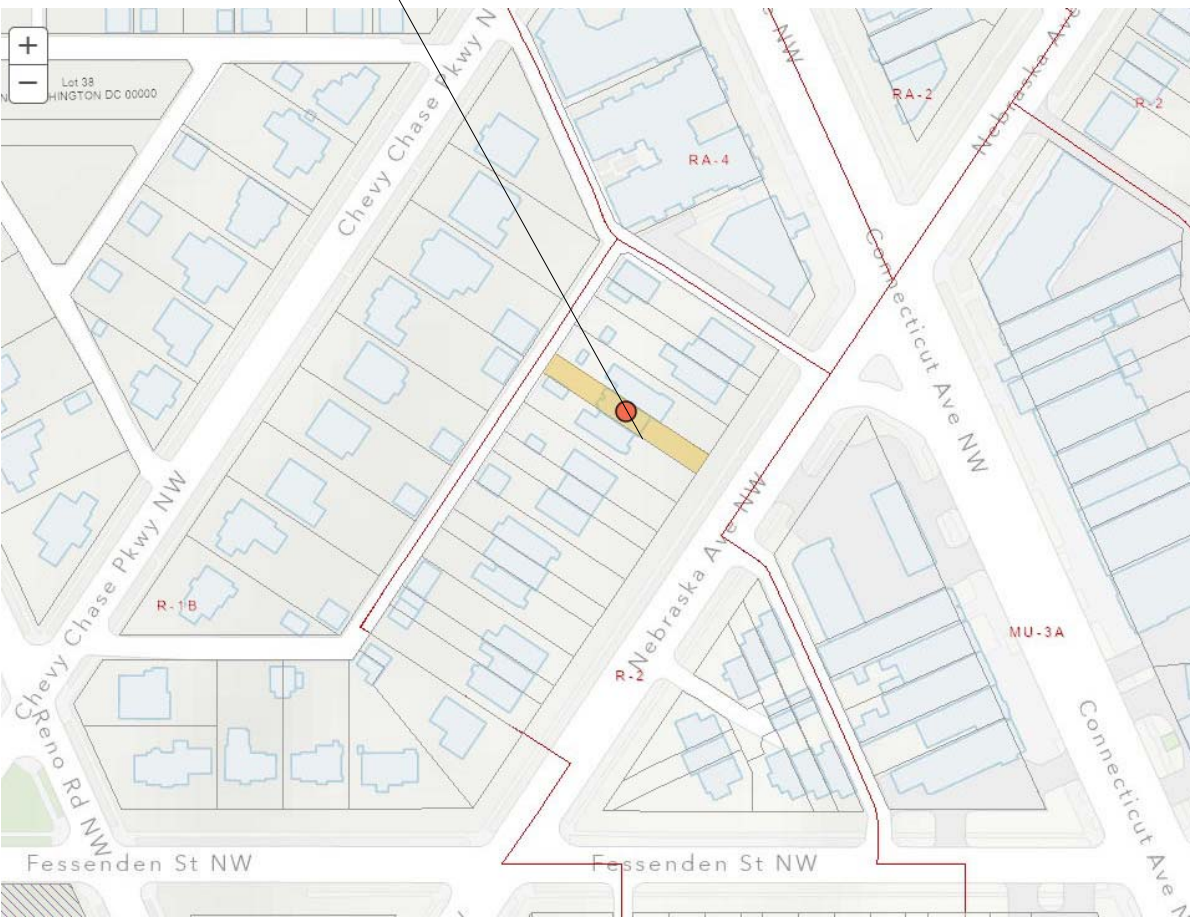 +
−
Lot 38
HINGTON DC 00000
Chevy Chase Pkwy N
e NW
Nebraska Ave
RA-2
R-2
RA-4
Connecticut Ave NW
Chevy Chase Pkwy NW
Nebraska Ave NW
R-1B
R-2
MU-3A
Reno Rd NW
Connecticut Ave N
Fessenden St NW
Fessenden St NW